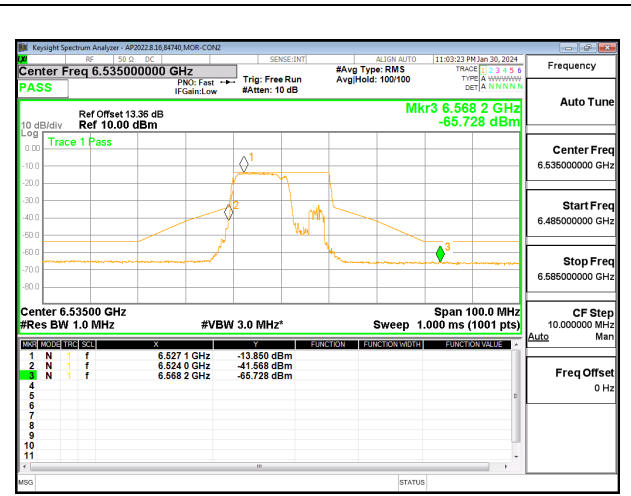 Keysight Spectrum Analyzer - AP2022.8.16,84740,MOR-CON2
RF 50 Ω DC SENSE:INT ALIGN AUTO 11:03:23 PM Jan 30, 2024
Center Freq 6.535000000 GHz
PASS
PNO: Fast
IFGain:Low
Trig: Free Run
#Atten: 10 dB
#Avg Type: RMS
Avg|Hold: 100/100
TRACE 1 2 3 4 5 6
TYPE A WWWWW
DET A N N N N N
Ref Offset 13.36 dB
10 dB/div Ref 10.00 dBm
Mkr3 6.568 2 GHz
-65.728 dBm
Log
Trace 1 Pass
0.00
-10.0
-20.0
-30.0
-40.0
-50.0
-60.0
-70.0
-80.0
1
2
3
Center 6.53500 GHz Span 100.0 MHz
#Res BW 1.0 MHz #VBW 3.0 MHz* Sweep 1.000 ms (1001 pts)
MKR MODE TRC SCL X Y FUNCTION FUNCTION WIDTH FUNCTION VALUE
1 N 1 f 6.527 1 GHz -13.850 dBm
2 N 1 f 6.524 0 GHz -41.568 dBm
3 N 1 f 6.568 2 GHz -65.728 dBm
4
5
6
7
8
9
10
11
MSG STATUS
Frequency
Auto Tune
Center Freq
6.535000000 GHz
Start Freq
6.485000000 GHz
Stop Freq
6.585000000 GHz
CF Step
10.000000 MHz
Auto Man
Freq Offset
0 Hz